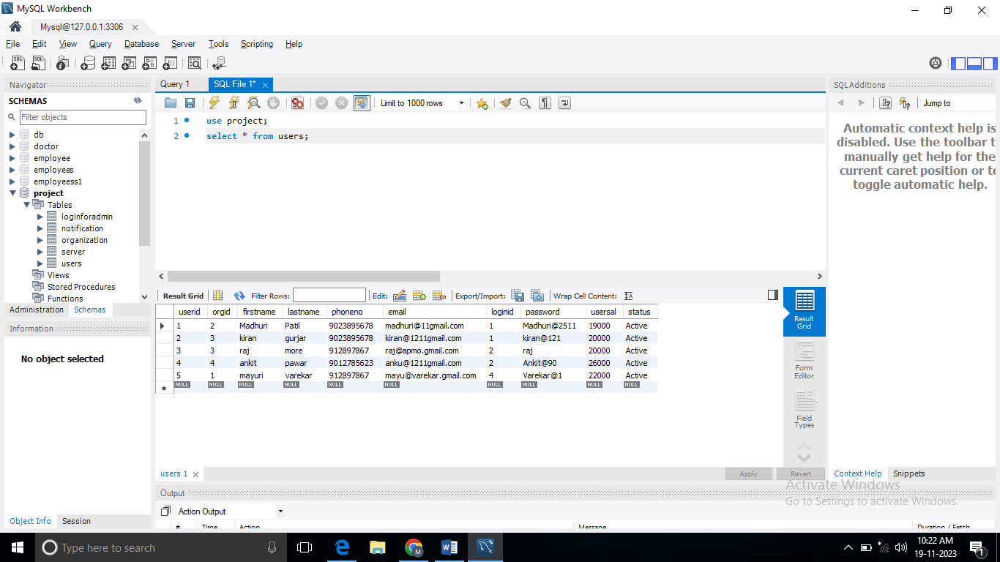 MySQL Workbench
Mysql@127.0.0.1:3306
File Edit View Query Database Server Tools Scripting Help
Navigator
SCHEMAS
Filter objects
db
doctor
employee
employees
employeess1
project
Tables
loginforadmin
notification
organization
server
users
Views
Stored Procedures
Functions
Administration Schemas
Information
No object selected
Object Info Session
Query 1 SQL File 1*
Limit to 1000 rows
1 use project;
2 select * from users;
Result Grid Filter Rows: Edit: Export/Import: Wrap Cell Content:
userid orgid firstname lastname phoneno email loginid password usersal status
1 2 Madhuri Patil 9023895678 madhuri@11gmail.com 1 Madhuri@2511 19000 Active
2 3 kiran gurjar 9023895678 kiran@1211gmail.com 1 kiran@121 20000 Active
3 3 raj more 912897867 raj@apmo.gmail.com 2 raj 20000 Active
4 4 ankit pawar 9012785623 anku@1211gmail.com 2 Ankit@90 26000 Active
5 1 mayuri varekar 912897867 mayu@varekar.gmail.com 4 Varekar@1 22000 Active
NULL NULL NULL NULL NULL NULL NULL NULL NULL NULL
Result
Grid
Form
Editor
Field
Types
users 1
Apply Revert
Output
Action Output
# Time Action Message Duration / Fetch
SQLAdditions
Jump to
Automatic context help is
disabled. Use the toolbar t
manually get help for the
current caret position or to
toggle automatic help.
Context Help Snippets
Activate Windows
Go to Settings to activate Windows.
Type here to search
10:22 AM
19-11-2023
1